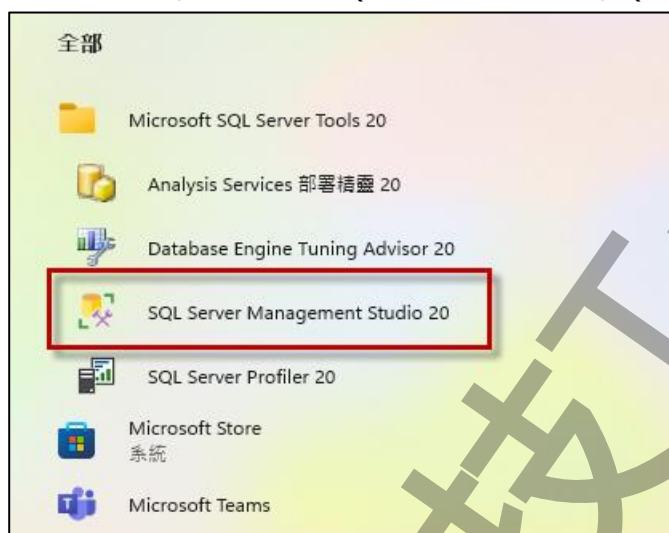 全部
Microsoft SQL Server Tools 20
Analysis Services 部署精靈 20
Database Engine Tuning Advisor 20
SQL Server Management Studio 20
SQL Server Profiler 20
Microsoft Store
系統
Microsoft Teams